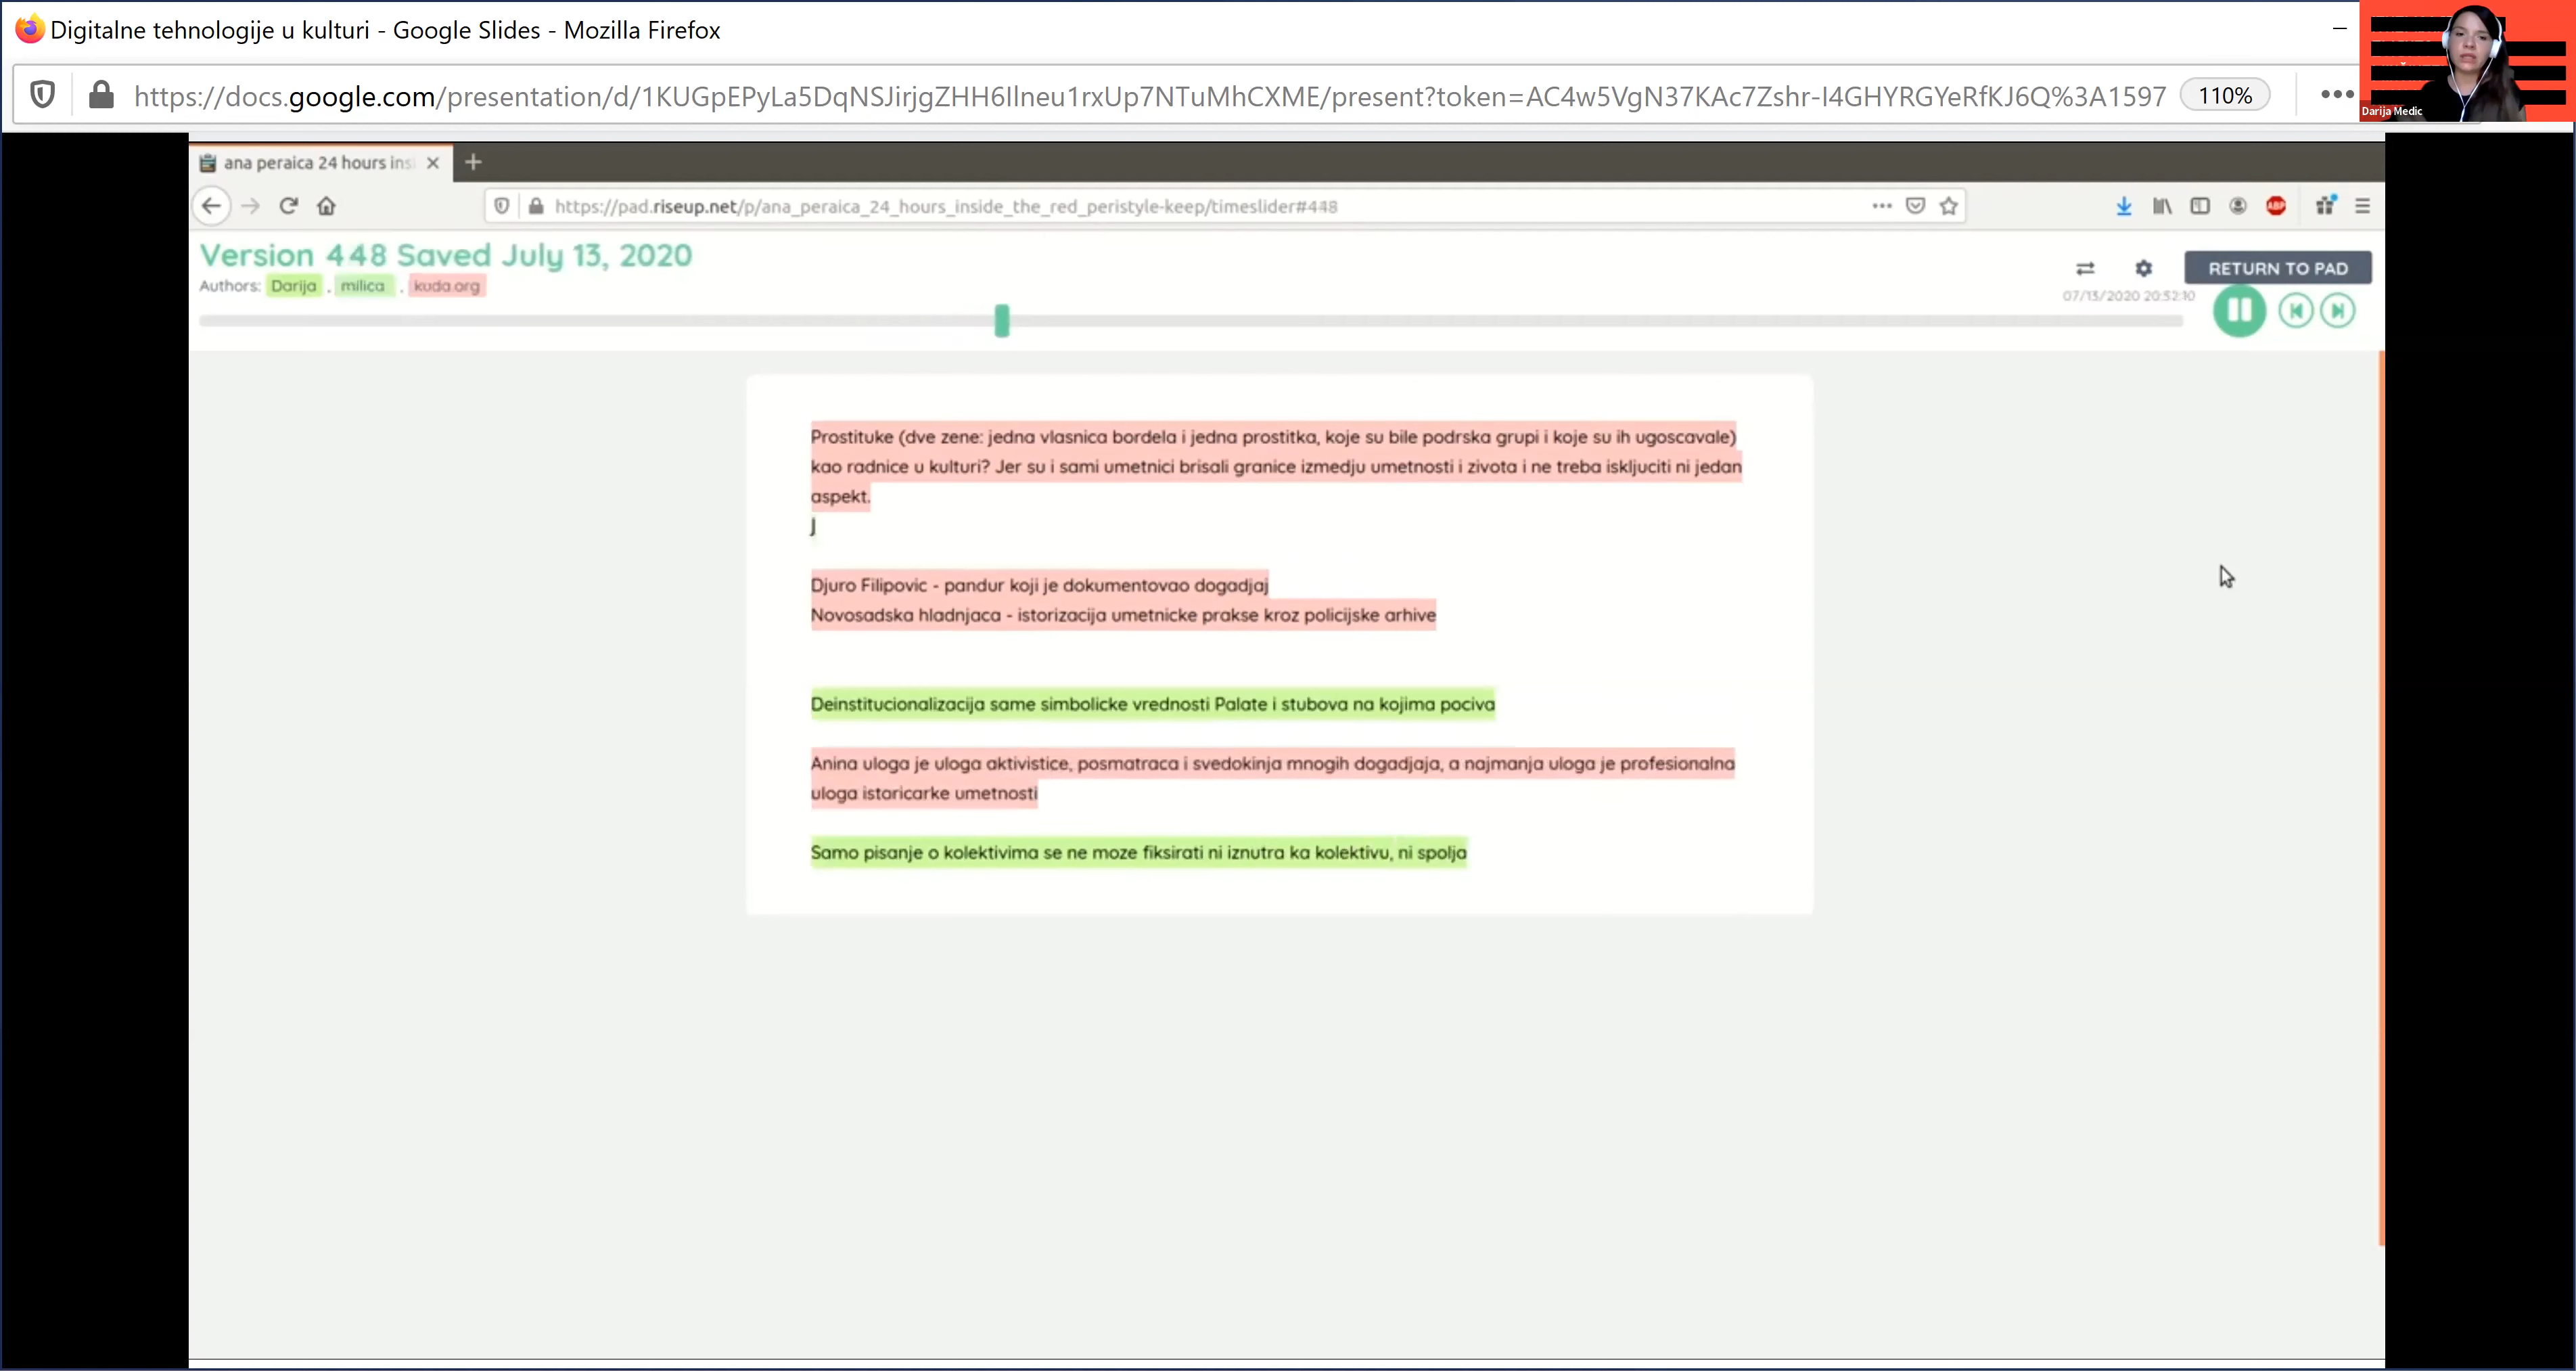 Digitalne tehnologije u kulturi - Google Slides - Mozilla Firefox
https://docs.google.com/presentation/d/1KUGpEPyLa5DqNSJirjgZHH6Ilneu1rxUp7NTuMhCXME/present?token=AC4w5VgN37KAc7Zshr-I4GHYRGYeRfKJ6Q%3A1597
110%
Darija Medic
ana peraica 24 hours insi
https://pad.riseup.net/p/ana_peraica_24_hours_inside_the_red_peristyle-keep/timeslider#448
ABP
Version 448 Saved July 13, 2020
Authors: Darija , milica , kuda.org
RETURN TO PAD
07/13/2020 20:52:10
Prostituke (dve zene: jedna vlasnica bordela i jedna prostitka, koje su bile podrska grupi i koje su ih ugoscavale)
kao radnice u kulturi? Jer su i sami umetnici brisali granice izmedju umetnosti i zivota i ne treba iskljuciti ni jedan
aspekt.
J
Djuro Filipovic - pandur koji je dokumentovao dogadjaj
Novosadska hladnjaca - istorizacija umetnicke prakse kroz policijske arhive
Deinstitucionalizacija same simbolicke vrednosti Palate i stubova na kojima pociva
Anina uloga je uloga aktivistice, posmatraca i svedokinja mnogih dogadjaja, a najmanja uloga je profesionalna
uloga istoricarke umetnosti
Samo pisanje o kolektivima se ne moze fiksirati ni iznutra ka kolektivu, ni spolja